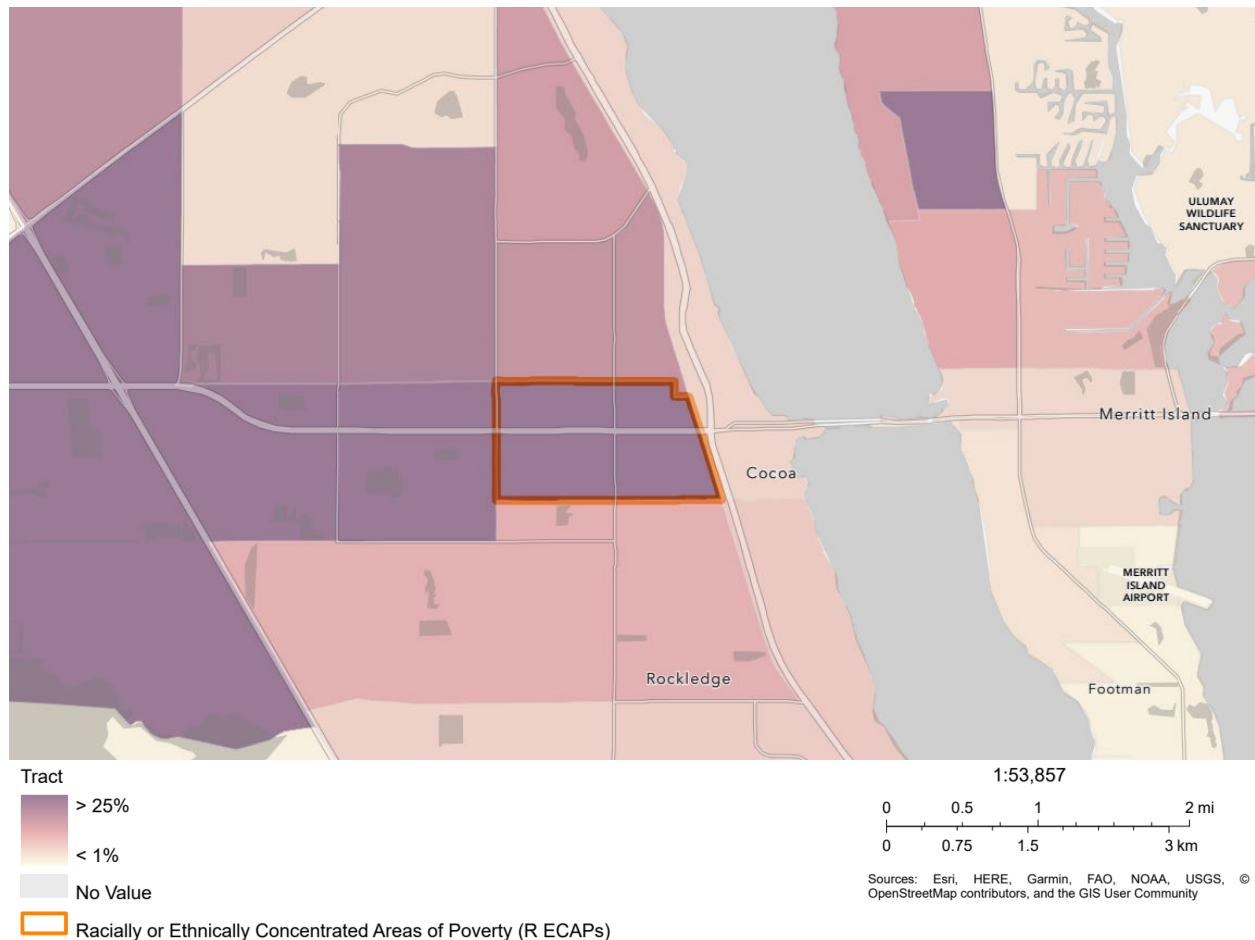 ULUMAY
WILDLIFE
SANCTUARY
Merritt Island
Cocoa
MERRITT
ISLAND
AIRPORT
Rockledge
Footman
Tract
> 25%
< 1%
No Value
Racially or Ethnically Concentrated Areas of Poverty (R ECAPs)
1:53,857
0 0.5 1 2 mi
0 0.75 1.5 3 km
Sources: Esri, HERE, Garmin, FAO, NOAA, USGS, ©
OpenStreetMap contributors, and the GIS User Community